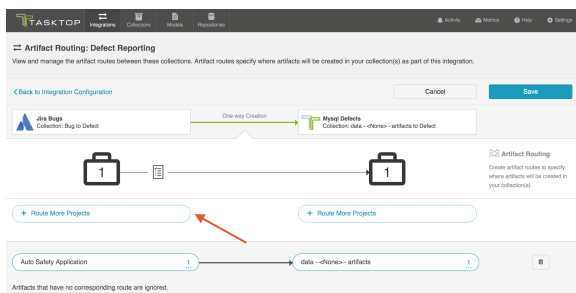 TASKTOP
Integrations
Collections
Models
Repositories
Activity
Metrics
Help
Settings
Artifact Routing: Defect Reporting
View and manage the artifact routes between these collections. Artifact routes specify where artifacts will be created in your collection(s) as part of this integration.
Back to Integration Configuration
Cancel
Save
Jira Bugs
Collection: Bug to Defect
One-way Creation
Mysql Defects
Collection: data - <None> - artifacts to Defect
1
1
Artifact Routing
Create artifact routes to specify
where artifacts will be created in
your collection(s).
+ Route More Projects
+ Route More Projects
Auto Safety Application
1
data - <None> - artifacts
1
Artifacts that have no corresponding route are ignored.